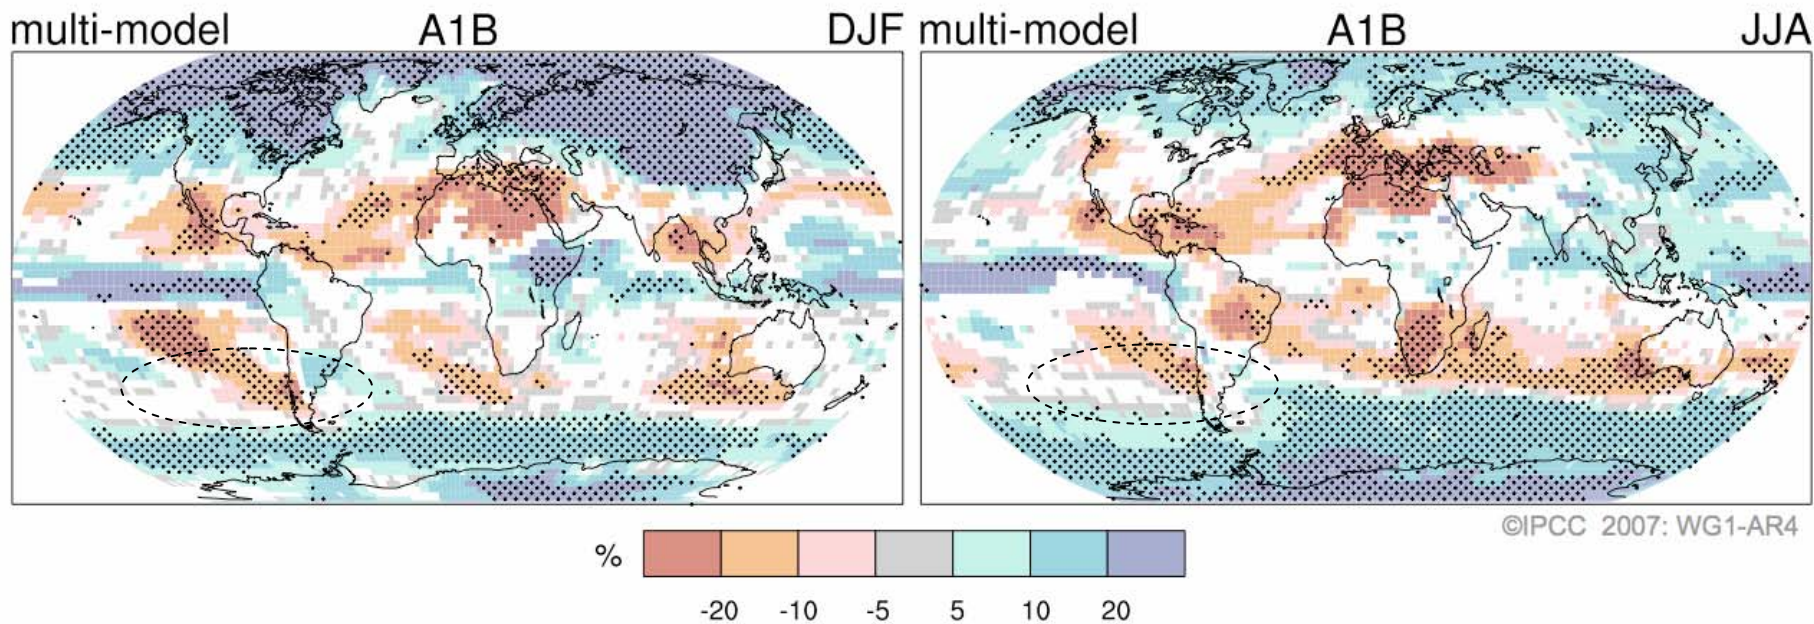 multi-model A1B DJF
multi-model A1B JJA
©IPCC 2007: WG1-AR4
%
-20 -10 -5 5 10 20